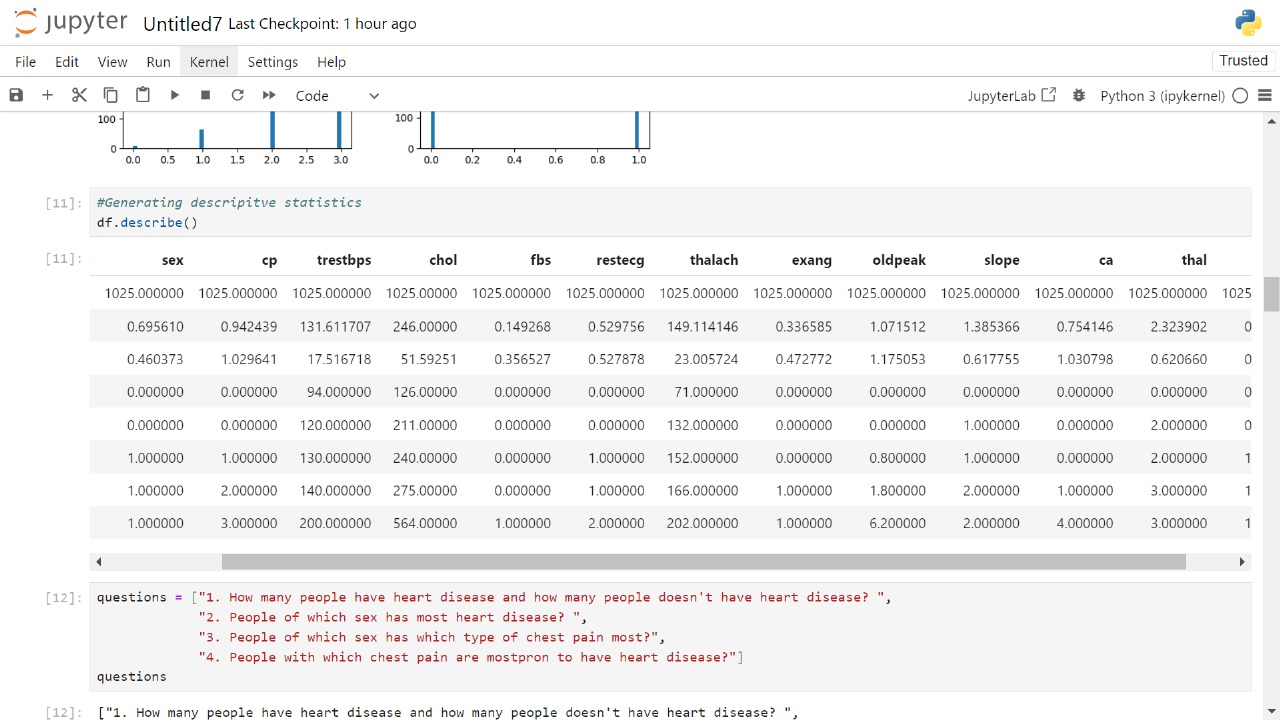 jupyter Untitled7 Last Checkpoint: 1 hour ago
File Edit View Run Kernel Settings Help Trusted
Code JupyterLab Python 3 (ipykernel)
100 100
0 0
0.0 0.5 1.0 1.5 2.0 2.5 3.0 0.0 0.2 0.4 0.6 0.8 1.0
[11]: #Generating descripitve statistics
df.describe()
[11]: sex cp trestbps chol fbs restecg thalach exang oldpeak slope ca thal
1025.000000 1025.000000 1025.000000 1025.00000 1025.000000 1025.000000 1025.000000 1025.000000 1025.000000 1025.000000 1025.000000 1025.000000 1025
0.695610 0.942439 131.611707 246.00000 0.149268 0.529756 149.114146 0.336585 1.071512 1.385366 0.754146 2.323902 0
0.460373 1.029641 17.516718 51.59251 0.356527 0.527878 23.005724 0.472772 1.175053 0.617755 1.030798 0.620660 0
0.000000 0.000000 94.000000 126.00000 0.000000 0.000000 71.000000 0.000000 0.000000 0.000000 0.000000 0.000000 0
0.000000 0.000000 120.000000 211.00000 0.000000 0.000000 132.000000 0.000000 0.000000 1.000000 0.000000 2.000000 0
1.000000 1.000000 130.000000 240.00000 0.000000 1.000000 152.000000 0.000000 0.800000 1.000000 0.000000 2.000000 1
1.000000 2.000000 140.000000 275.00000 0.000000 1.000000 166.000000 1.000000 1.800000 2.000000 1.000000 3.000000 1
1.000000 3.000000 200.000000 564.00000 1.000000 2.000000 202.000000 1.000000 6.200000 2.000000 4.000000 3.000000 1
[12]: questions = ["1. How many people have heart disease and how many people doesn't have heart disease? ",
"2. People of which sex has most heart disease? ",
"3. People of which sex has which type of chest pain most?",
"4. People with which chest pain are mostpron to have heart disease?"]
questions
[12]: ["1. How many people have heart disease and how many people doesn't have heart disease? ",